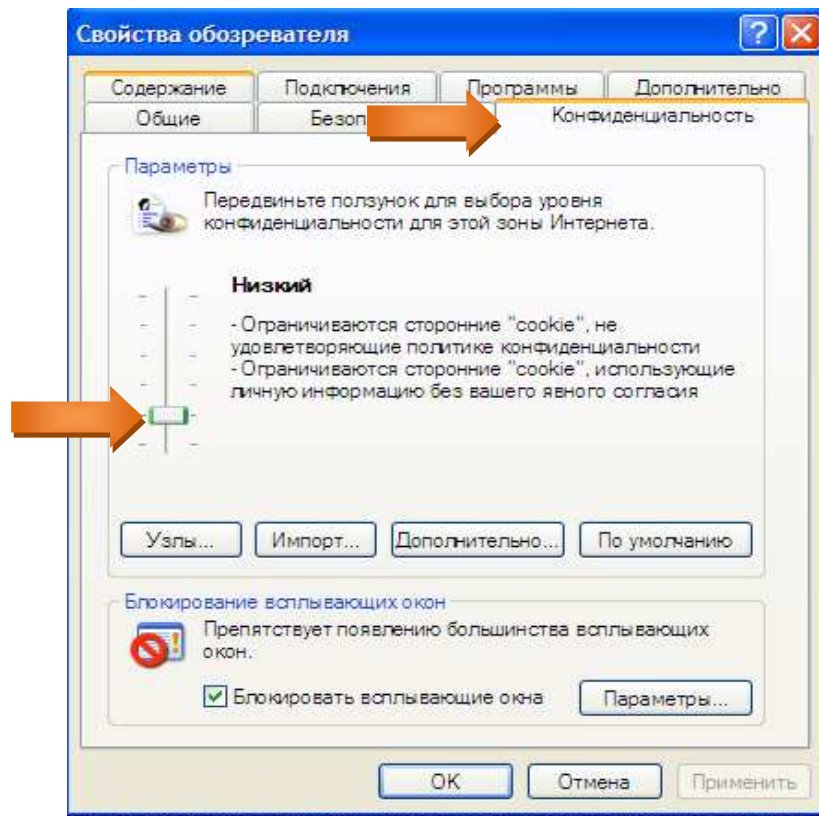 Свойства обозревателя
Содержание Подключения Программы Дополнительно
Общие Безоп Конфиденциальность
Параметры
Передвиньте ползунок для выбора уровня
конфиденциальности для этой зоны Интернета.
Низкий
- Ограничиваются сторонние "cookie", не
удовлетворяющие политике конфиденциальности
- Ограничиваются сторонние "cookie", использующие
личную информацию без вашего явного согласия
Узлы... Импорт... Дополнительно... По умолчанию
Блокирование всплывающих окон
Препятствует появлению большинства всплывающих
окон.
Блокировать всплывающие окна Параметры...
OK Отмена Применить